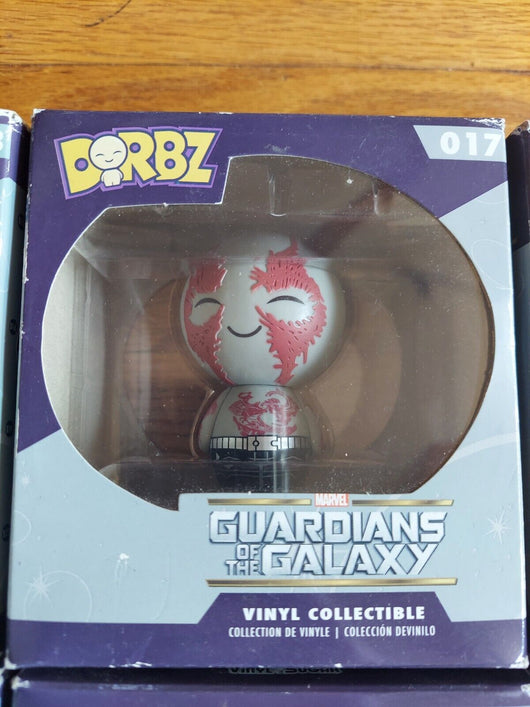 DORBZ
017
MARVEL
GUARDIANS
OF THE GALAXY
VINYL COLLECTIBLE
COLLECTION DE VINYLE | COLECCIÓN DEVINILO